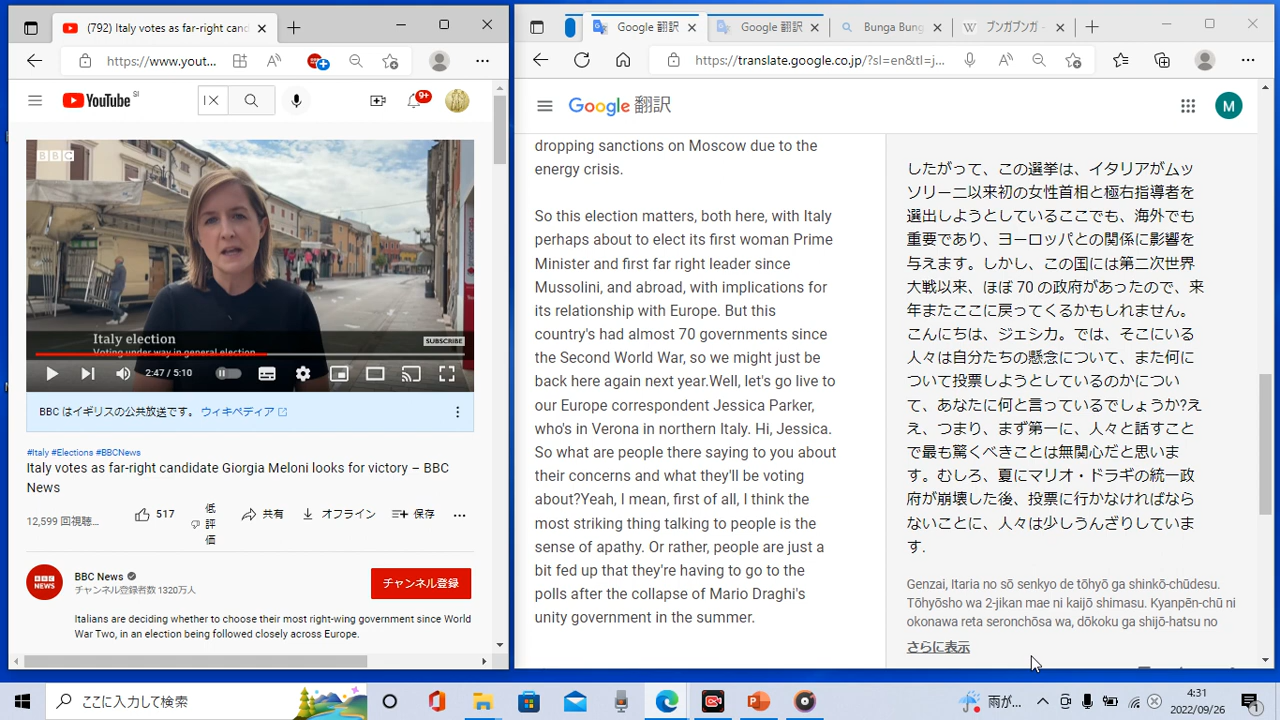 (792) Italy votes as far-right cand
https://www.yout...
YouTube SI
9+
BBC
Italy election
Voting under way in general election
SUBSCRIBE
2:47 / 5:10
BBC はイギリスの公共放送です。 ウィキペディア
#Italy #Elections #BBCNews
Italy votes as far-right candidate Giorgia Meloni looks for victory – BBC
News
12,599 回視聴...
517
低評価
共有
オフライン
保存
BBC NEWS
BBC News
チャンネル登録者数 1320万人
チャンネル登録
Italians are deciding whether to choose their most right-wing government since World
War Two, in an election being followed closely across Europe.
Google 翻訳
Google 翻訳
Bunga Bung
ブンガブンガ -
https://translate.google.co.jp/?sl=en&tl=j...
Google 翻訳
M
dropping sanctions on Moscow due to the
energy crisis.
So this election matters, both here, with Italy
perhaps about to elect its first woman Prime
Minister and first far right leader since
Mussolini, and abroad, with implications for
its relationship with Europe. But this
country's had almost 70 governments since
the Second World War, so we might just be
back here again next year.Well, let's go live to
our Europe correspondent Jessica Parker,
who's in Verona in northern Italy. Hi, Jessica.
So what are people there saying to you about
their concerns and what they'll be voting
about?Yeah, I mean, first of all, I think the
most striking thing talking to people is the
sense of apathy. Or rather, people are just a
bit fed up that they're having to go to the
polls after the collapse of Mario Draghi's
unity government in the summer.
したがって、この選挙は、イタリアがムッ
ソリーニ以来初の女性首相と極右指導者を
選出しようとしているここでも、海外でも
重要であり、ヨーロッパとの関係に影響を
与えます。しかし、この国には第二次世界
大戦以来、ほぼ 70 の政府があったので、来
年またここに戻ってくるかもしれません。
こんにちは、ジェシカ。では、そこにいる
人々は自分たちの懸念について、また何に
ついて投票しようとしているのかについ
て、あなたに何と言っているでしょうか?え
え、つまり、まず第一に、人々と話すこと
で最も驚くべきことは無関心だと思いま
す。むしろ、夏にマリオ・ドラギの統一政
府が崩壊した後、投票に行かなければなら
ないことに、人々は少しうんざりしていま
す.
Genzai, Itaria no sō senkyo de tōhyō ga shinkō-chūdesu.
Tōhyōsho wa 2-jikan mae ni kaijō shimasu. Kyanpēn-chū ni
okonawa reta seronchōsa wa, dōkoku ga shijō-hatsu no
さらに表示
ここに入力して検索
雨が...
4:31
2022/09/26
1